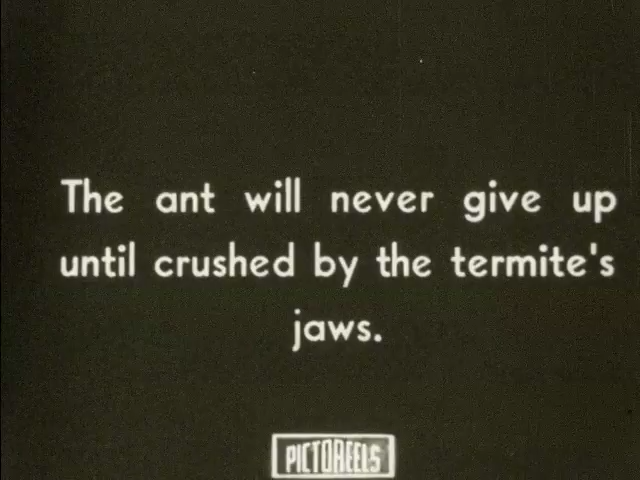 The ant will never give up
until crushed by the termite's
jaws.
PICTOREELS